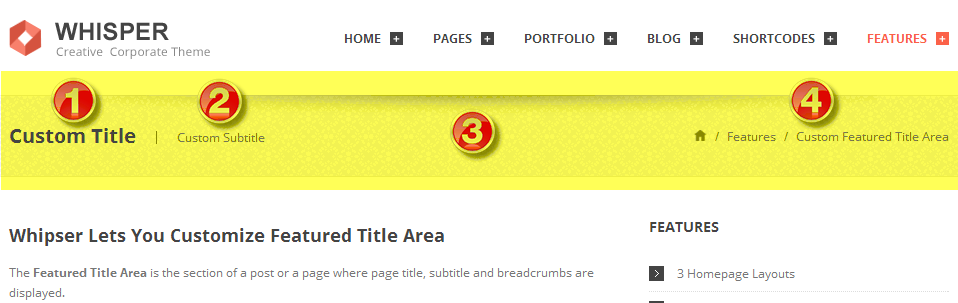 WHISPER
Creative Corporate Theme
HOME + PAGES + PORTFOLIO + BLOG + SHORTCODES + FEATURES +
1 2 3 4
Custom Title | Custom Subtitle / Features / Custom Featured Title Area
Whipser Lets You Customize Featured Title Area
The Featured Title Area is the section of a post or a page where page title, subtitle and breadcrumbs are
displayed.
FEATURES
3 Homepage Layouts